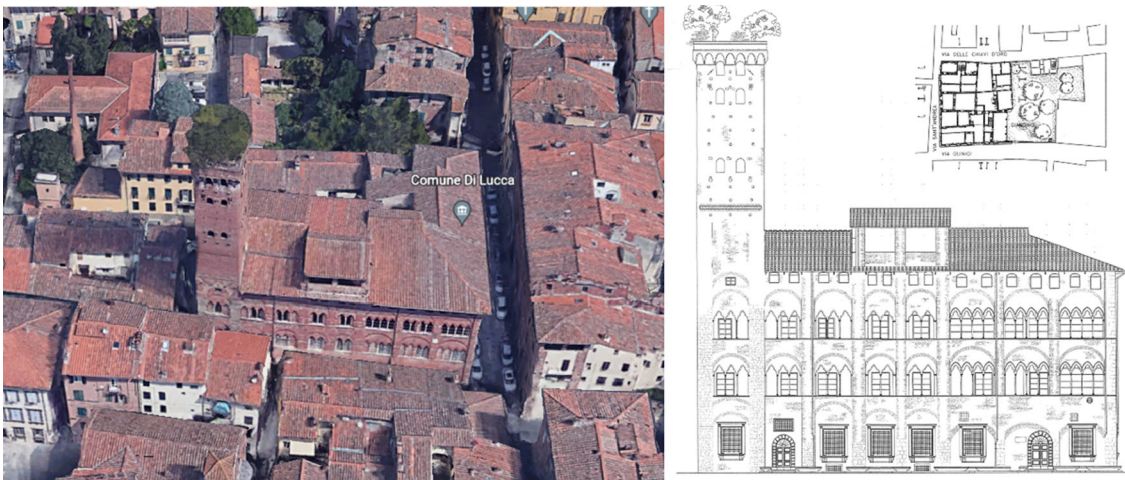 Comune Di Lucca
VIA DELLE CHIAVI D'ORO
VIA SANT'ANDREA
VIA GUINIGI